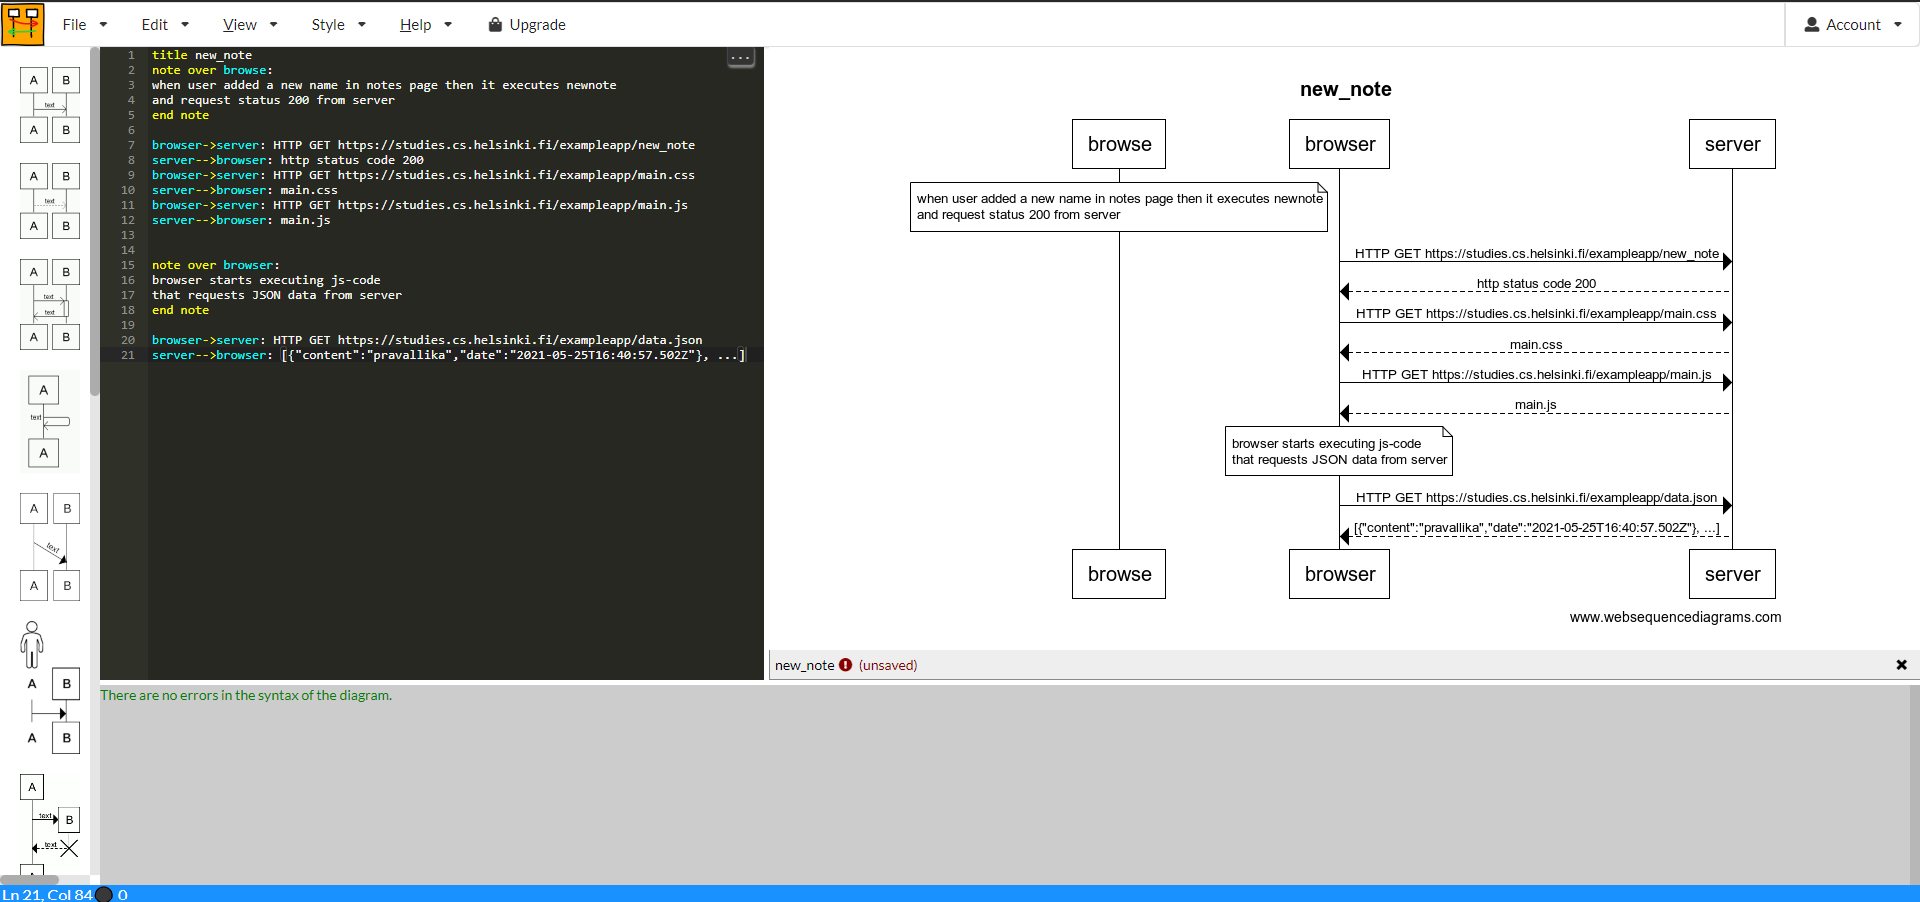 File Edit View Style Help Upgrade Account
A B
text
A B
A B
text
A B
A B
text
text
A B
A
text
A
A B
text
A B
A B
A B
A
text B
text
A
1 title new_note
2 note over browse:
3 when user added a new name in notes page then it executes newnote
4 and request status 200 from server
5 end note
6
7 browser->server: HTTP GET https://studies.cs.helsinki.fi/exampleapp/new_note
8 server-->browser: http status code 200
9 browser->server: HTTP GET https://studies.cs.helsinki.fi/exampleapp/main.css
10 server-->browser: main.css
11 browser->server: HTTP GET https://studies.cs.helsinki.fi/exampleapp/main.js
12 server-->browser: main.js
13
14
15 note over browser:
16 browser starts executing js-code
17 that requests JSON data from server
18 end note
19
20 browser->server: HTTP GET https://studies.cs.helsinki.fi/exampleapp/data.json
21 server-->browser: [{"content":"pravallika","date":"2021-05-25T16:40:57.502Z"}, ...]
...
new_note
browse browser server
when user added a new name in notes page then it executes newnote
and request status 200 from server
HTTP GET https://studies.cs.helsinki.fi/exampleapp/new_note
http status code 200
HTTP GET https://studies.cs.helsinki.fi/exampleapp/main.css
main.css
HTTP GET https://studies.cs.helsinki.fi/exampleapp/main.js
main.js
browser starts executing js-code
that requests JSON data from server
HTTP GET https://studies.cs.helsinki.fi/exampleapp/data.json
[{"content":"pravallika","date":"2021-05-25T16:40:57.502Z"}, ...]
browse browser server
www.websequencediagrams.com
new_note (unsaved)
There are no errors in the syntax of the diagram.
Ln 21, Col 84 0